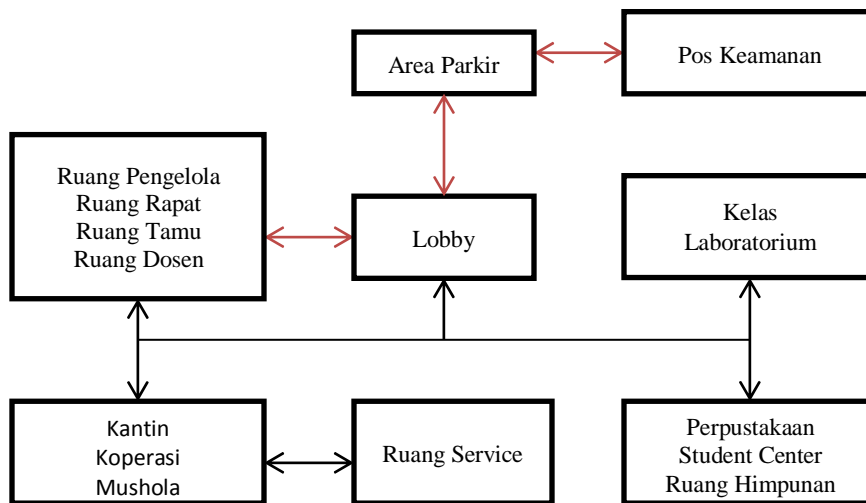 Area Parkir
Pos Keamanan
Ruang Pengelola
Ruang Rapat
Ruang Tamu
Ruang Dosen
Lobby
Kelas
Laboratorium
Kantin
Koperasi
Mushola
Ruang Service
Perpustakaan
Student Center
Ruang Himpunan